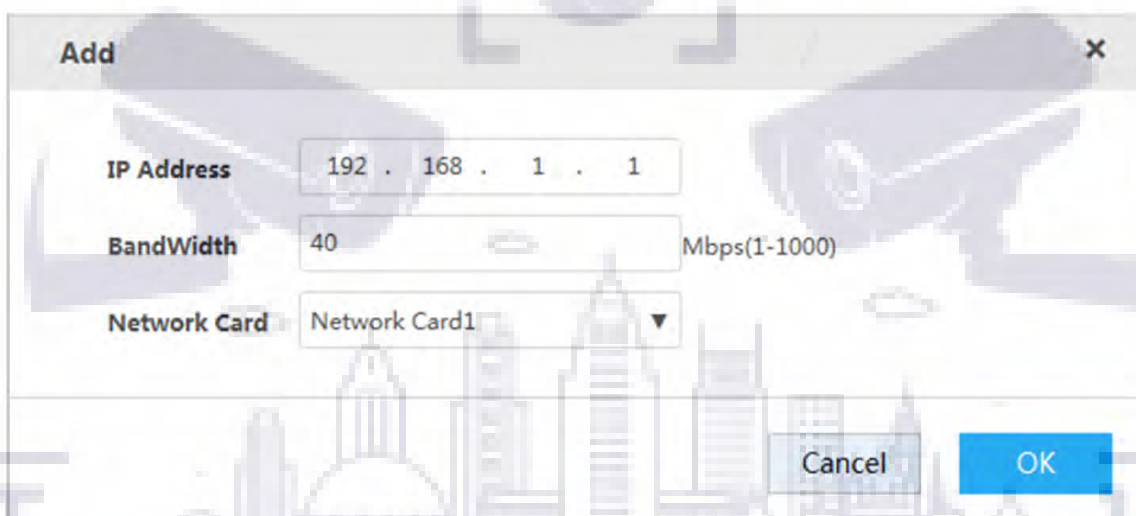 Add ×
IP Address 192 . 168 . 1 . 1
BandWidth 40 Mbps(1-1000)
Network Card Network Card1 ▼
Cancel OK